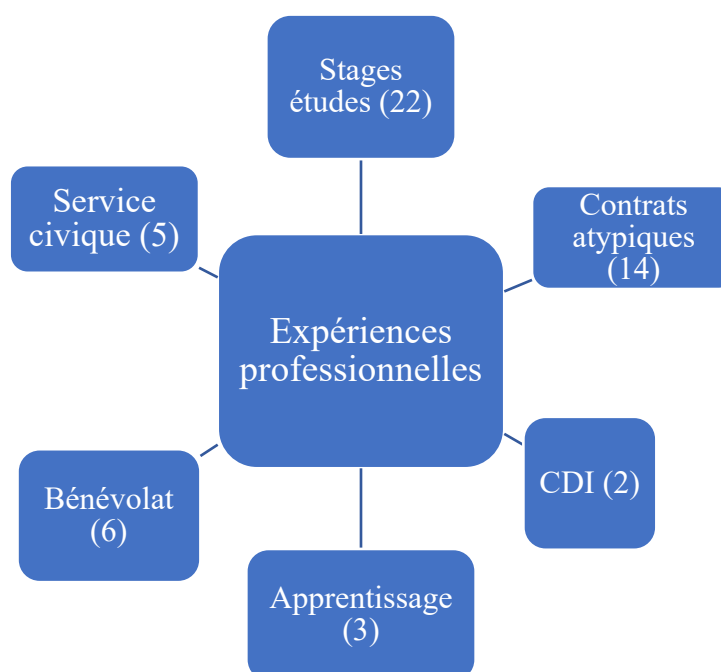 Stages
études (22)
Service
civique (5)
Contrats
atypiques
(14)
Expériences
professionnelles
Bénévolat
(6)
CDI (2)
Apprentissage
(3)